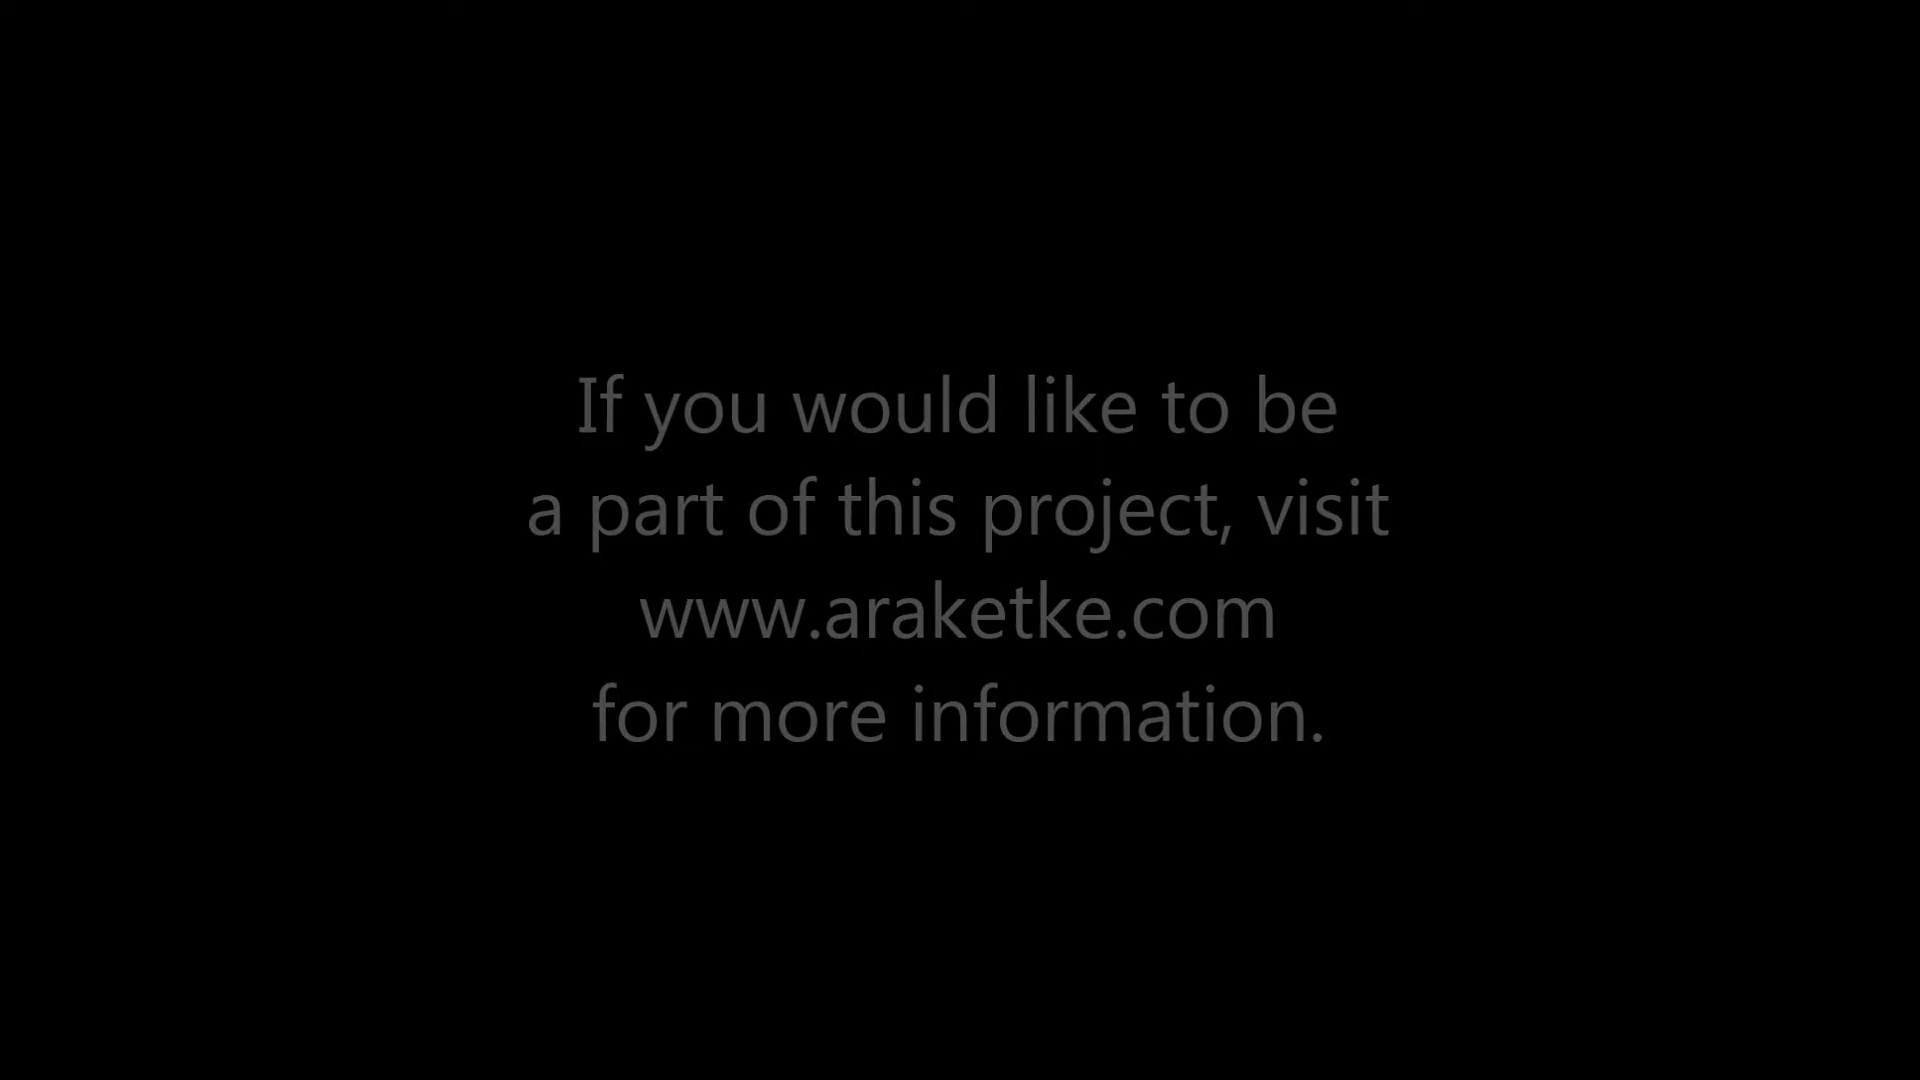 If you would like to be
a part of this project, visit
www.araketke.com
for more information.